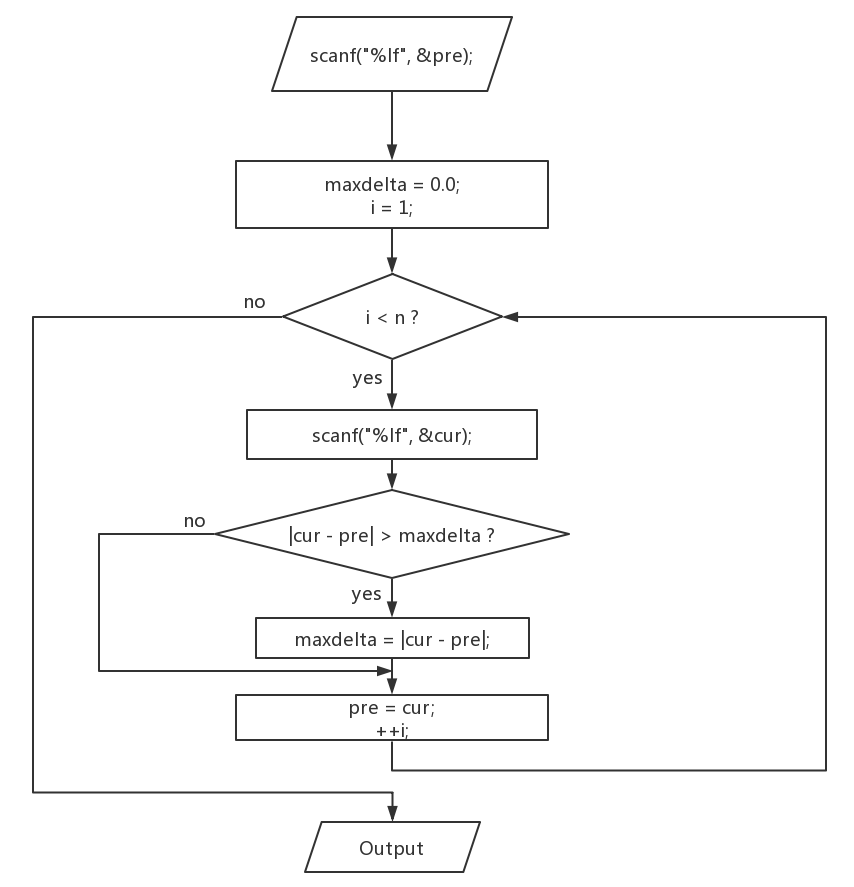 scanf("%lf", &pre);
maxdelta = 0.0;
i = 1;
no
i < n ?
yes
scanf("%lf", &cur);
no
|cur - pre| > maxdelta ?
yes
maxdelta = |cur - pre|;
pre = cur;
++i;
Output